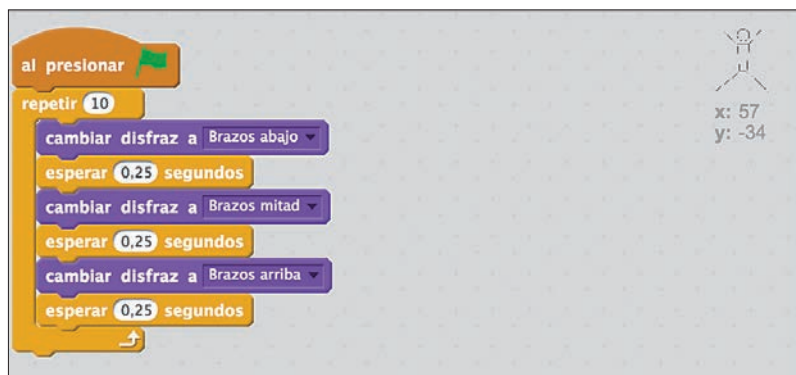 al presionar
repetir 10
cambiar disfraz a Brazos abajo
esperar 0,25 segundos
cambiar disfraz a Brazos mitad
esperar 0,25 segundos
cambiar disfraz a Brazos arriba
esperar 0,25 segundos
x: 57
y: -34